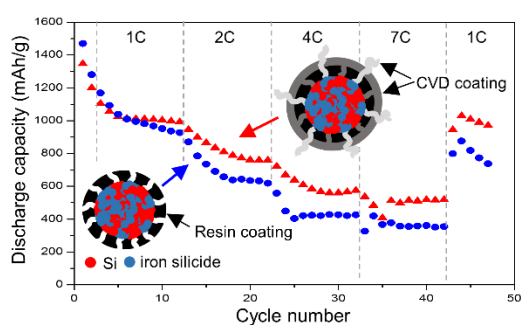 1C 2C 4C 7C 1C
1600
1400
1200
1000
800
600
400
200
0
Discharge capacity (mAh/g)
CVD coating
Resin coating
Si iron silicide
0 10 20 30 40 50
Cycle number